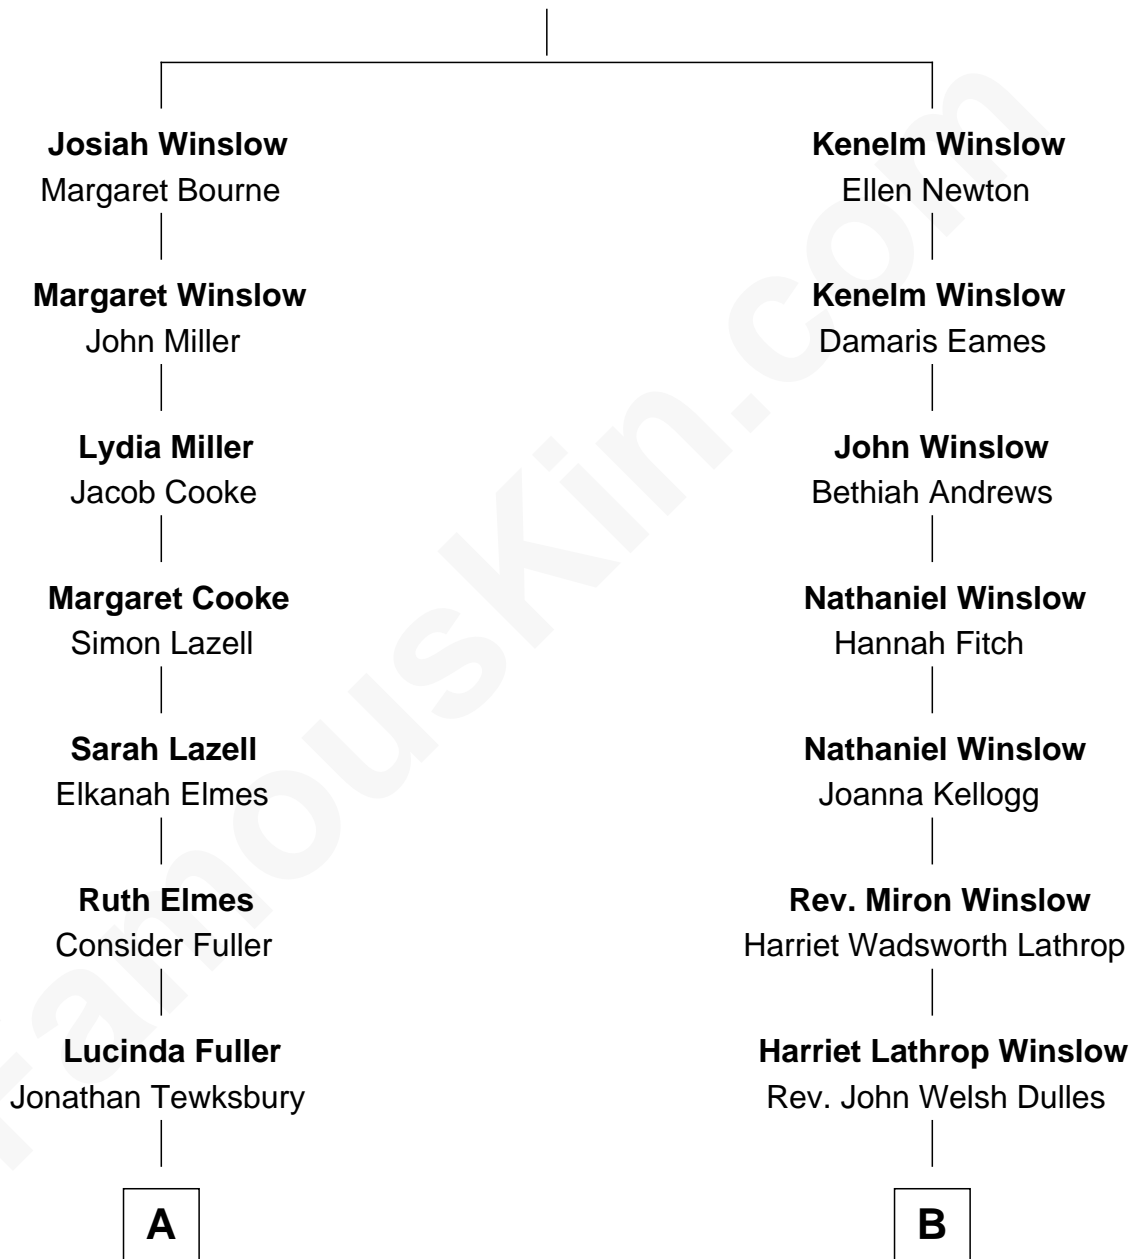 Josiah Winslow
Margaret Bourne
Margaret Winslow
John Miller
Lydia Miller
Jacob Cooke
Margaret Cooke
Simon Lazell
Sarah Lazell
Elkanah Elmes
Ruth Elmes
Consider Fuller
Lucinda Fuller
Jonathan Tewksbury
A
Kenelm Winslow
Ellen Newton
Kenelm Winslow
Damaris Eames
John Winslow
Bethiah Andrews
Nathaniel Winslow
Hannah Fitch
Nathaniel Winslow
Joanna Kellogg
Rev. Miron Winslow
Harriet Wadsworth Lathrop
Harriet Lathrop Winslow
Rev. John Welsh Dulles
B
FamousKin.com